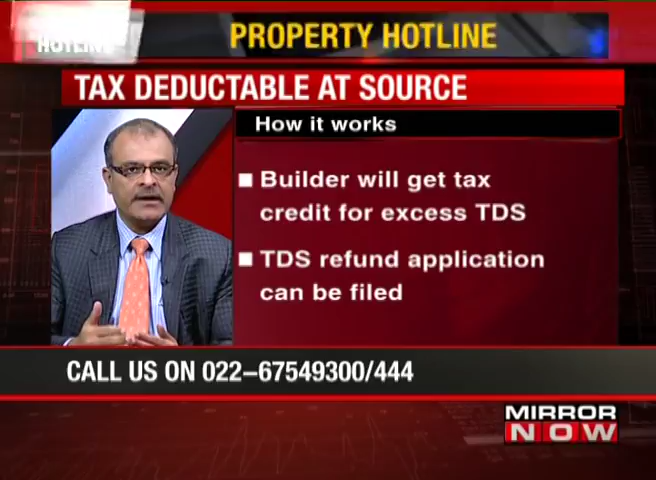 HOTLINE
PROPERTY HOTLINE
TAX DEDUCTABLE AT SOURCE
How it works
Builder will get tax
credit for excess TDS
TDS refund application
can be filed
CALL US ON 022–67549300/444
MIRROR
NOW